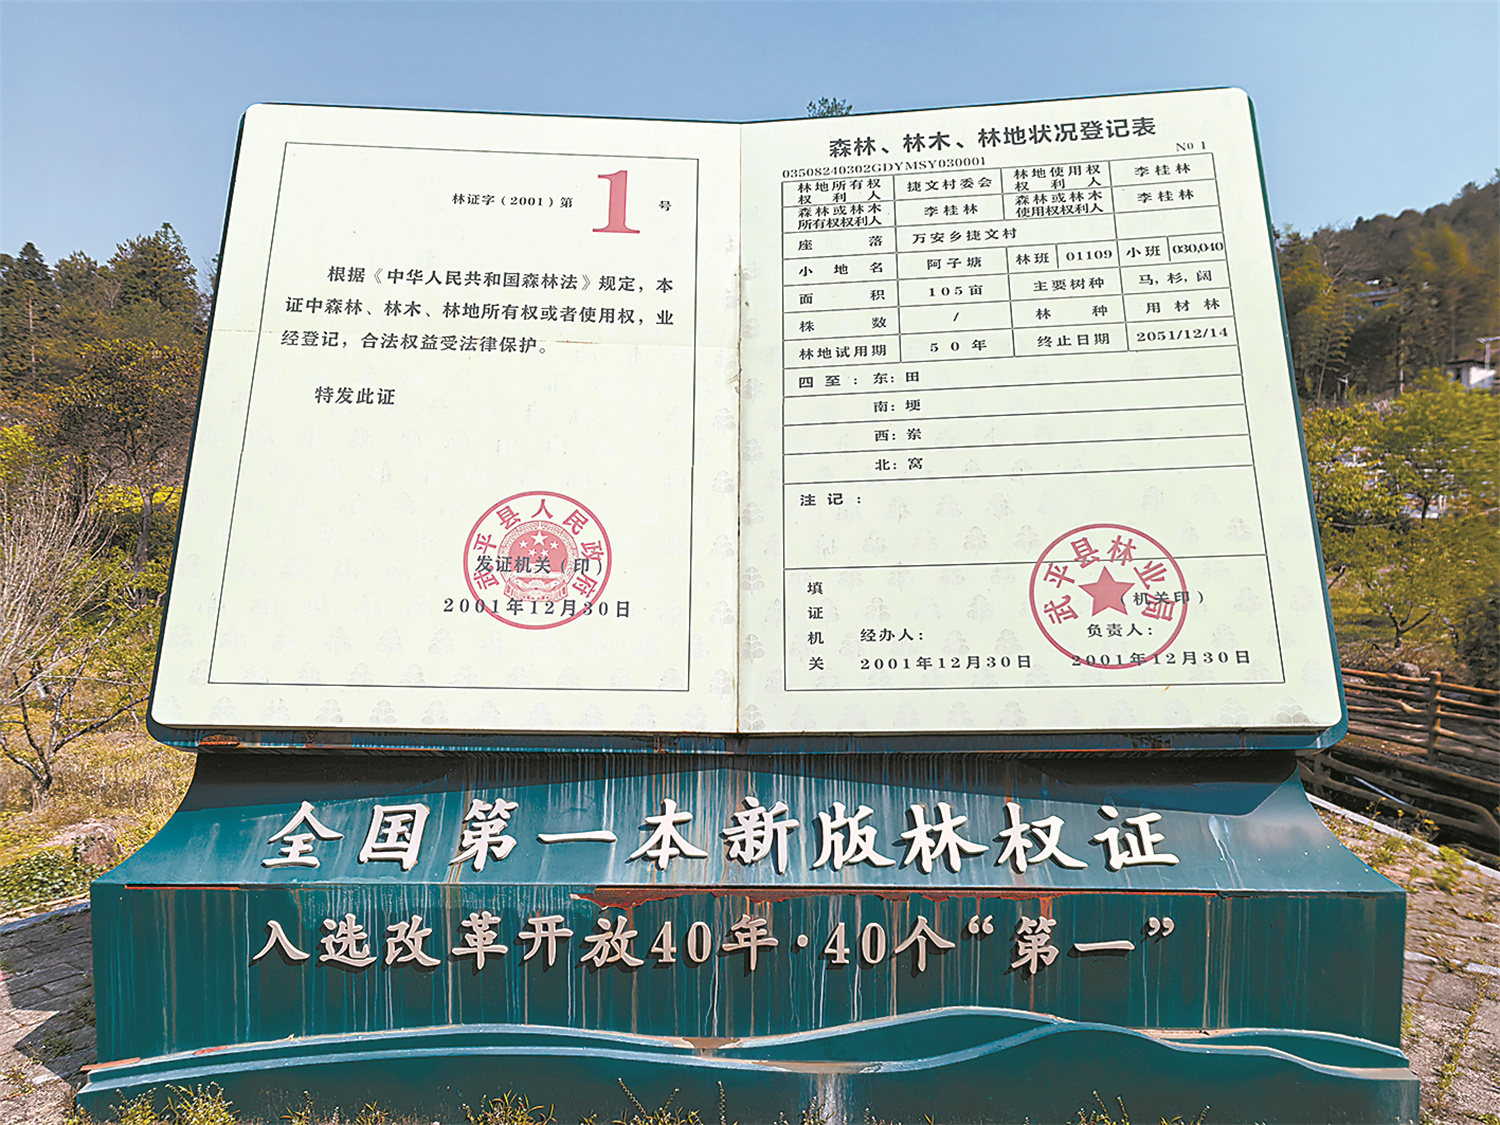 林证字（2001）第 1 号
根据《中华人民共和国森林法》规定，本
证中森林、林木、林地所有权或者使用权，业
经登记，合法权益受法律保护。
特发此证
武平县人民政府
发证机关（印）
2001年12月30日
森林、林木、林地状况登记表
03508240302GDYMSY030001 №1
林地所有权权利人 捷文村委会 林地使用权权利人 李桂林
森林或林木所有权权利人 李桂林 森林或林木使用权权利人 李桂林
座落 万安乡捷文村
小地名 阿子塘 林班 01109 小班 030,040
面积 105亩 主要树种 马,杉,阔
株数 / 林种 用材林
林地试用期 50年 终止日期 2051/12/14
四至：东：田
南：埂
西：岽
北：窝
注记：
武平县林业局
填证机关
（机关印）
经办人： 负责人：
2001年12月30日 2001年12月30日
全国第一本新版林权证
入选改革开放40年·40个“第一”